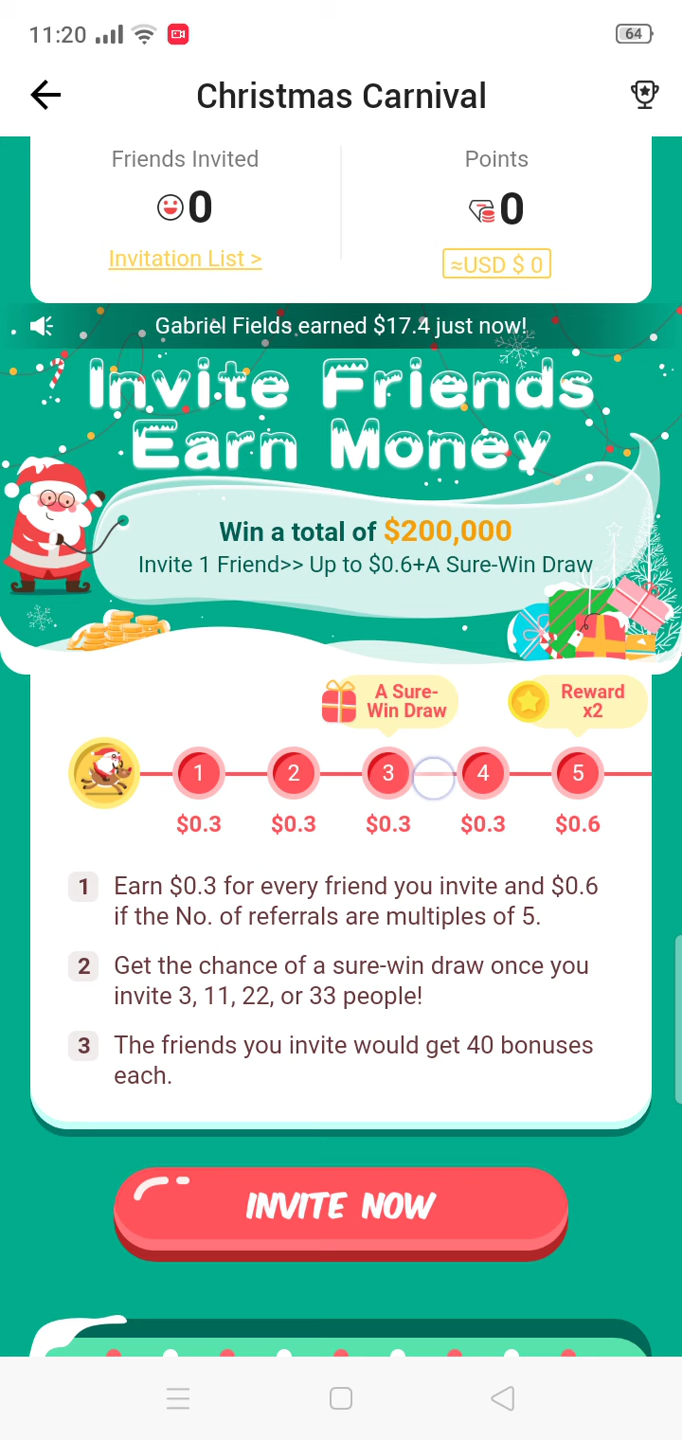 11:20
64
Christmas Carnival
Friends Invited
Points
0
0
Invitation List >
≈USD $ 0
Gabriel Fields earned $17.4 just now!
Invite Friends
Earn Money
Win a total of $200,000
Invite 1 Friend>> Up to $0.6+A Sure-Win Draw
A Sure-
Win Draw
Reward
x2
1
2
3
4
5
$0.3
$0.3
$0.3
$0.3
$0.6
1 Earn $0.3 for every friend you invite and $0.6
if the No. of referrals are multiples of 5.
2 Get the chance of a sure-win draw once you
invite 3, 11, 22, or 33 people!
3 The friends you invite would get 40 bonuses
each.
INVITE NOW